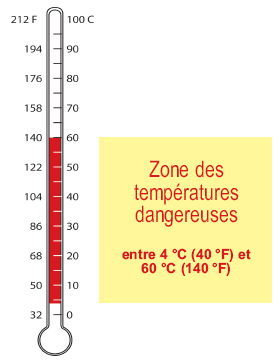 212 F 100 C
194 90
176 80
158 70
140 60
122 50
104 40
86 30
68 20
50 10
32 0
Zone des
températures
dangereuses
entre 4 °C (40 °F) et
60 °C (140 °F)